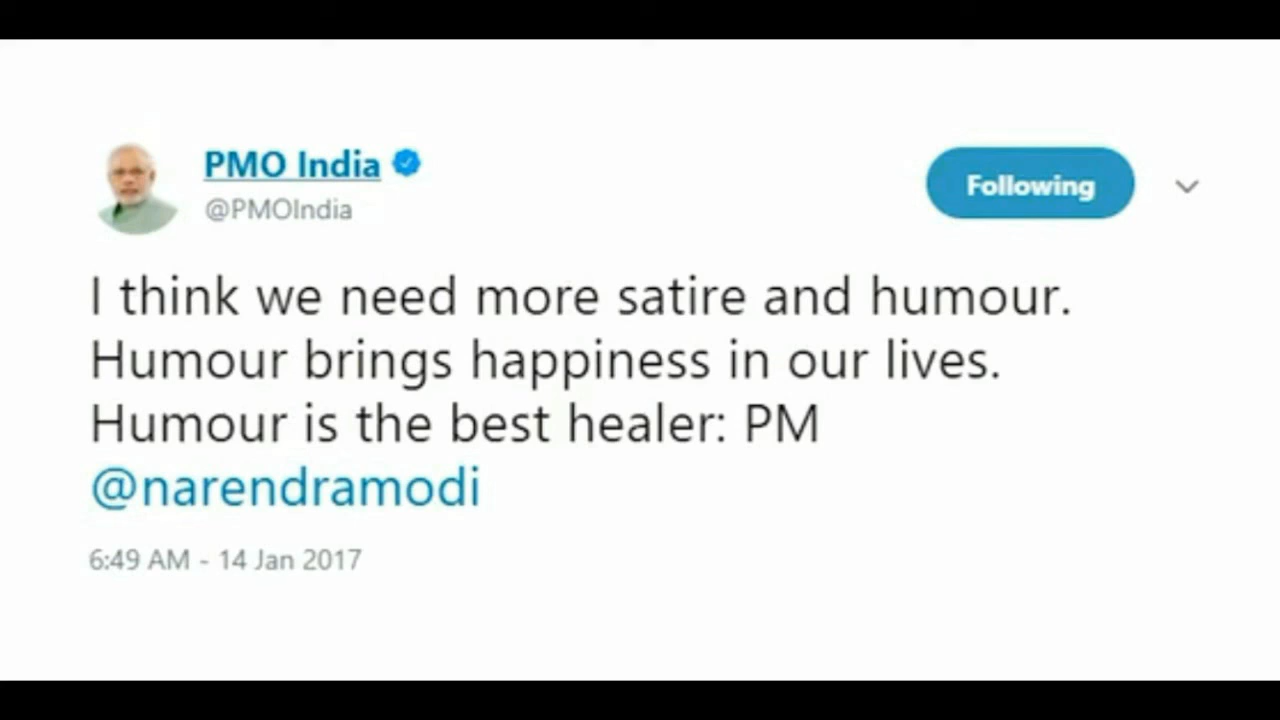 PMO India
@PMOIndia
Following
I think we need more satire and humour.
Humour brings happiness in our lives.
Humour is the best healer: PM
@narendramodi
6:49 AM - 14 Jan 2017